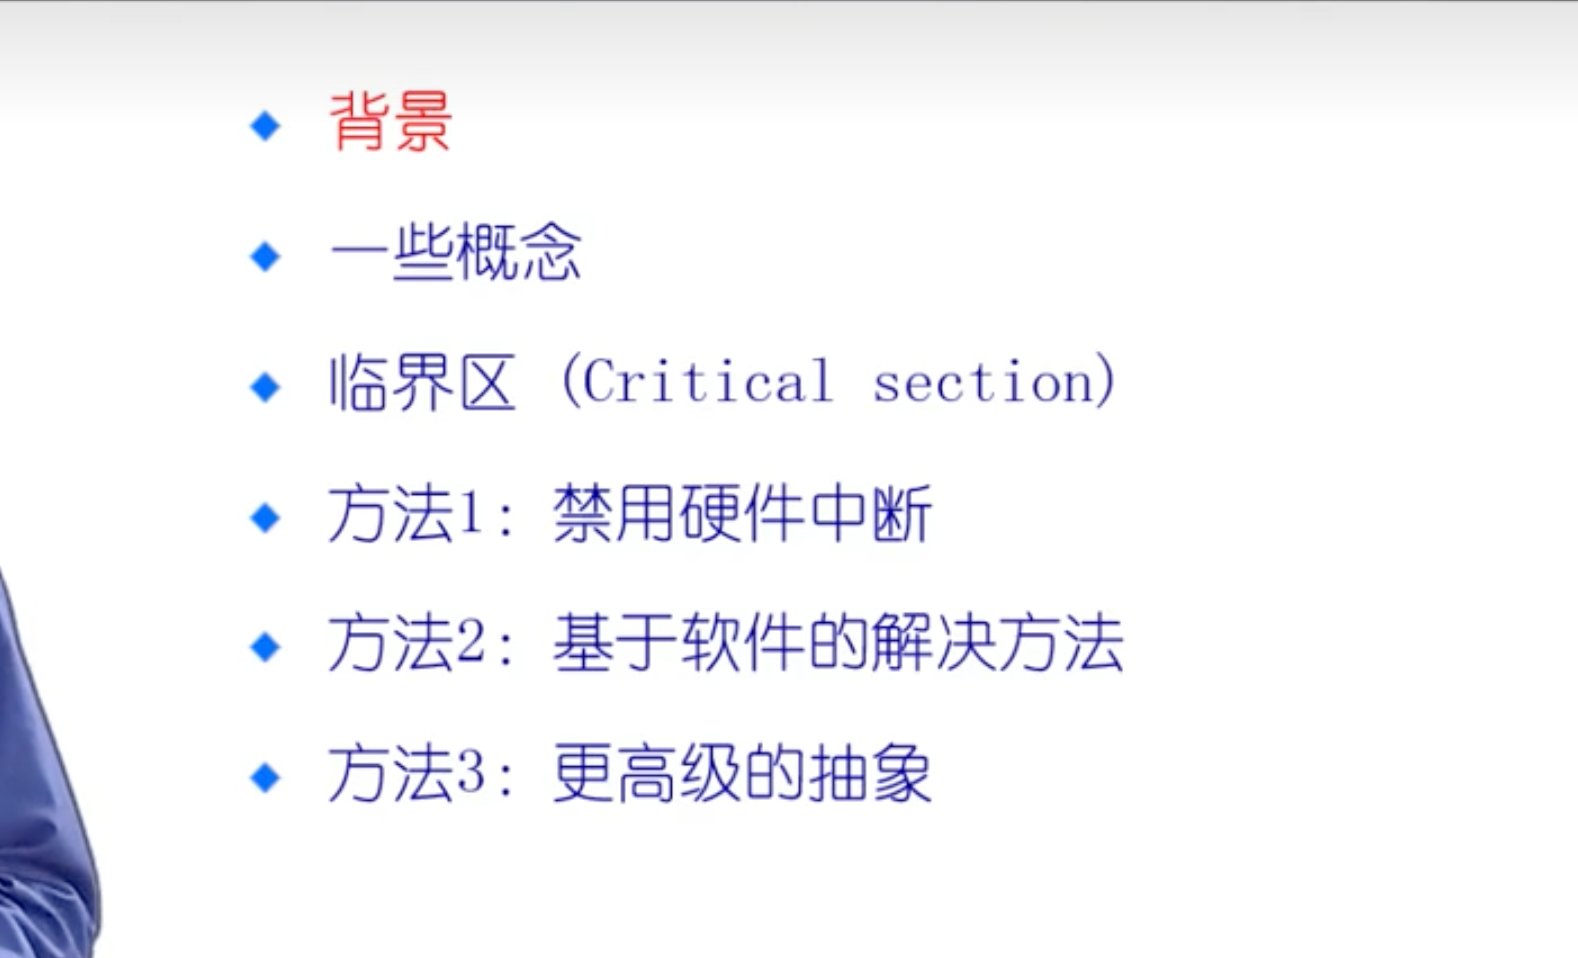 背景
一些概念
临界区 (Critical section)
方法1: 禁用硬件中断
方法2: 基于软件的解决方法
方法3: 更高级的抽象